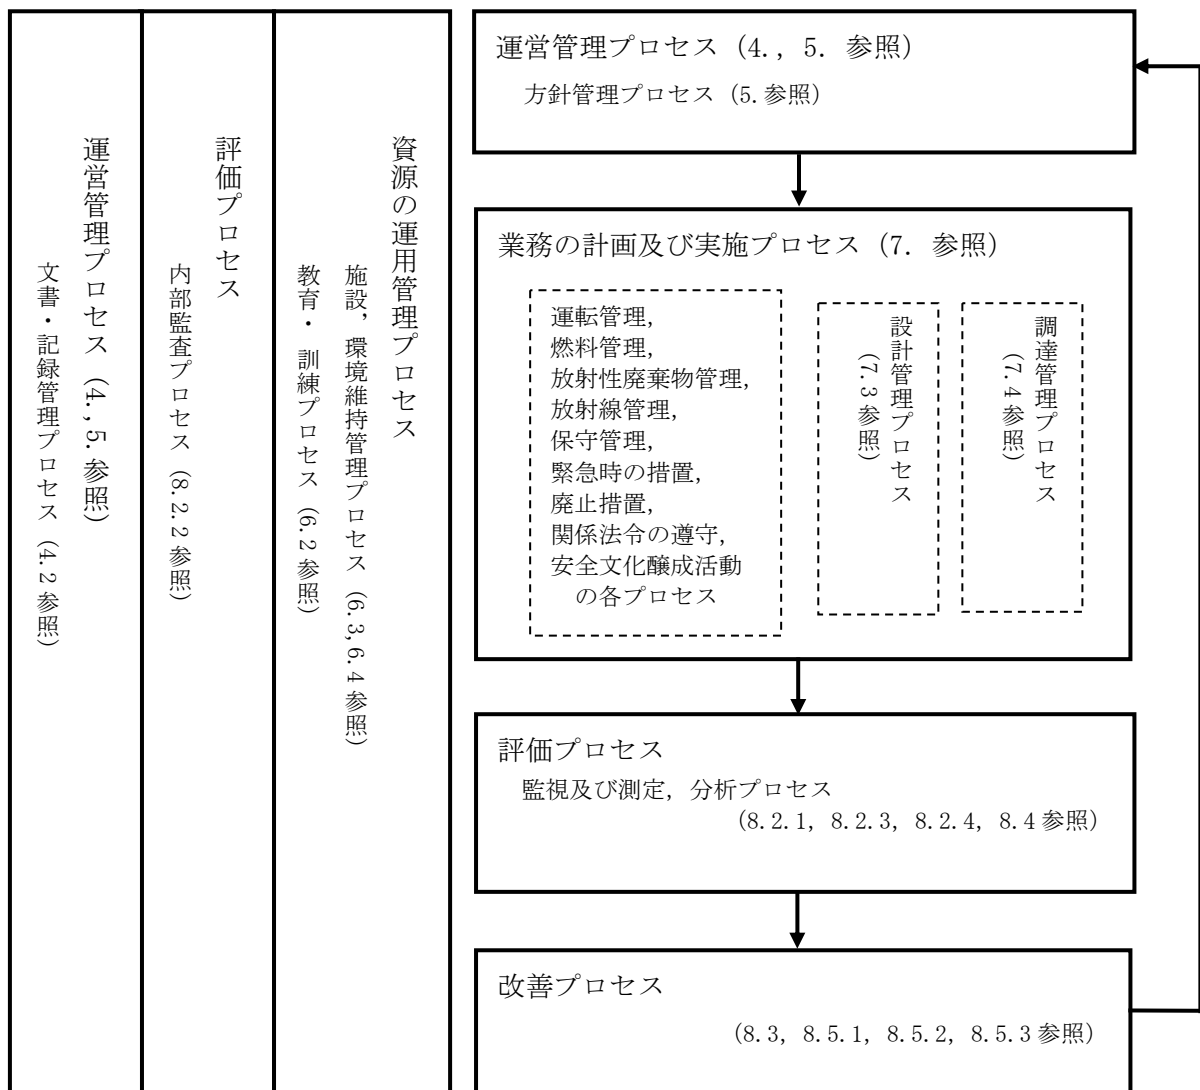 運営管理プロセス (4., 5. 参照)
方針管理プロセス (5.参照)
業務の計画及び実施プロセス (7. 参照)
運転管理,
燃料管理,
放射性廃棄物管理,
放射線管理,
保守管理,
緊急時の措置,
廃止措置,
関係法令の遵守,
安全文化醸成活動
の各プロセス
調達管理プロセス
(7.4参照)
設計管理プロセス
(7.3参照)
評価プロセス
監視及び測定, 分析プロセス
(8.2.1, 8.2.3, 8.2.4, 8.4参照)
改善プロセス
(8.3, 8.5.1, 8.5.2, 8.5.3参照)
資源の運用管理プロセス
施設, 環境維持管理プロセス (6.3,6.4参照)
教育・ 訓練プロセス (6.2参照)
評価プロセス
内部監査プロセス (8.2.2参照)
運営管理プロセス (4.,5.参照)
文書・記録管理プロセス (4.2参照)